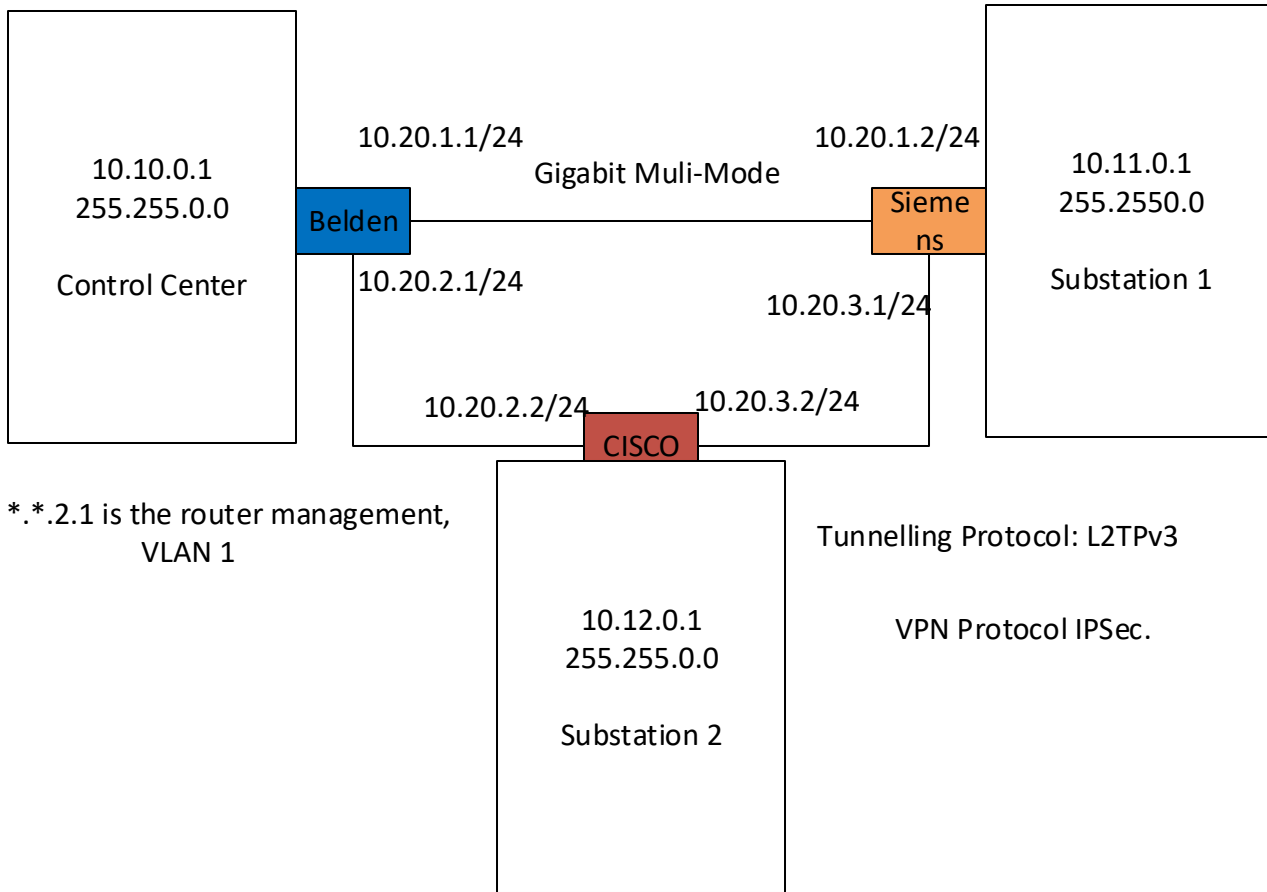 10.20.1.1/24
10.20.1.2/24
10.10.0.1
255.255.0.0
Gigabit Muli-Mode
10.11.0.1
255.2550.0
Belden
Sieme
ns
Control Center
10.20.2.1/24
Substation 1
10.20.3.1/24
10.20.2.2/24
10.20.3.2/24
CISCO
*.*.2.1 is the router management,
VLAN 1
Tunnelling Protocol: L2TPv3
10.12.0.1
255.255.0.0
VPN Protocol IPSec.
Substation 2